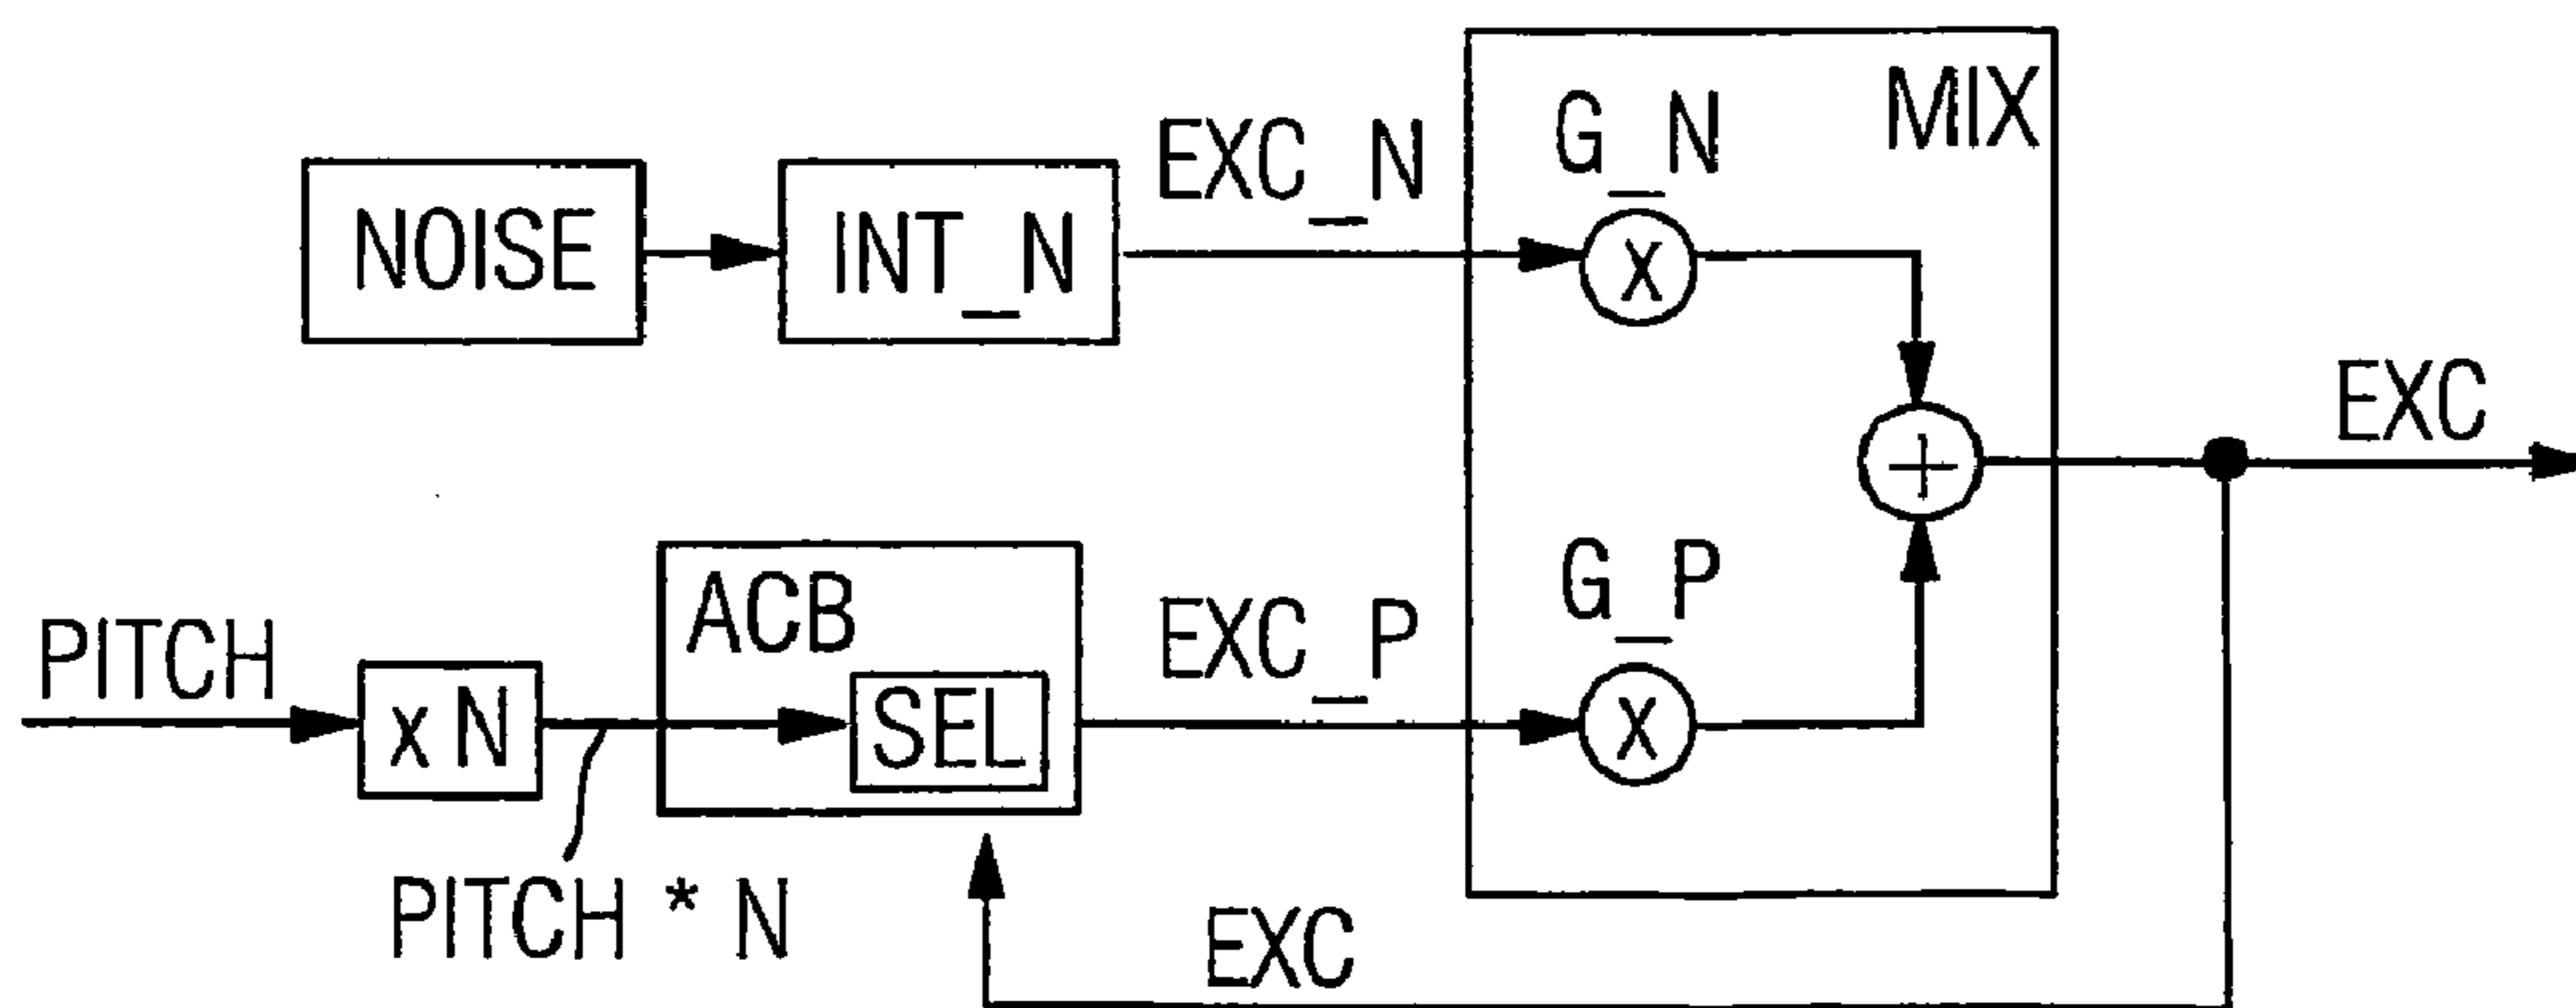 MIX
G_N
EXC_N
NOISE
INT_N
X
EXC
+
ACB
G_P
EXC_P
PITCH
x N
SEL
X
PITCH * N
EXC